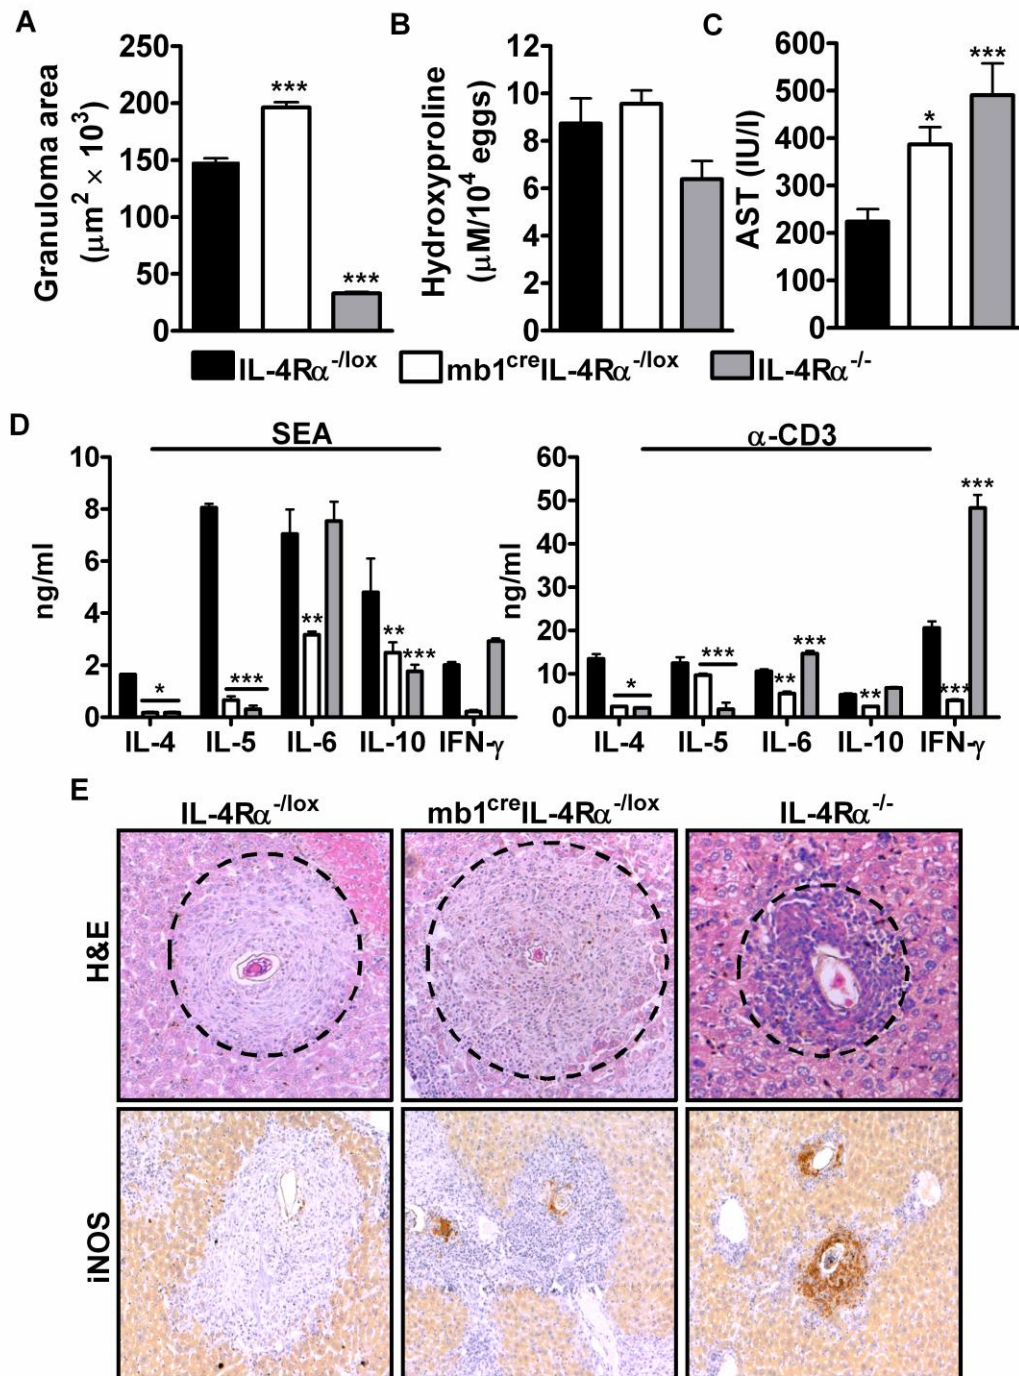 A
Granuloma area
(μm² × 10³)
250
200
150
100
50
0
***
***
B
Hydroxyproline
(μM/10⁴ eggs)
12
10
8
6
4
2
0
C
AST (IU/l)
600
500
400
300
200
100
0
*
***
IL-4Rα⁻/ˡᵒˣ mb1ᶜʳᵉIL-4Rα⁻/ˡᵒˣ IL-4Rα⁻/⁻
D
SEA
ng/ml
10
8
6
4
2
0
*
***
**
**
***
IL-4 IL-5 IL-6 IL-10 IFN-γ
α-CD3
ng/ml
60
50
40
30
20
10
0
*
***
**
***
**
***
***
IL-4 IL-5 IL-6 IL-10 IFN-γ
E
IL-4Rα⁻/ˡᵒˣ mb1ᶜʳᵉIL-4Rα⁻/ˡᵒˣ IL-4Rα⁻/⁻
H&E
iNOS